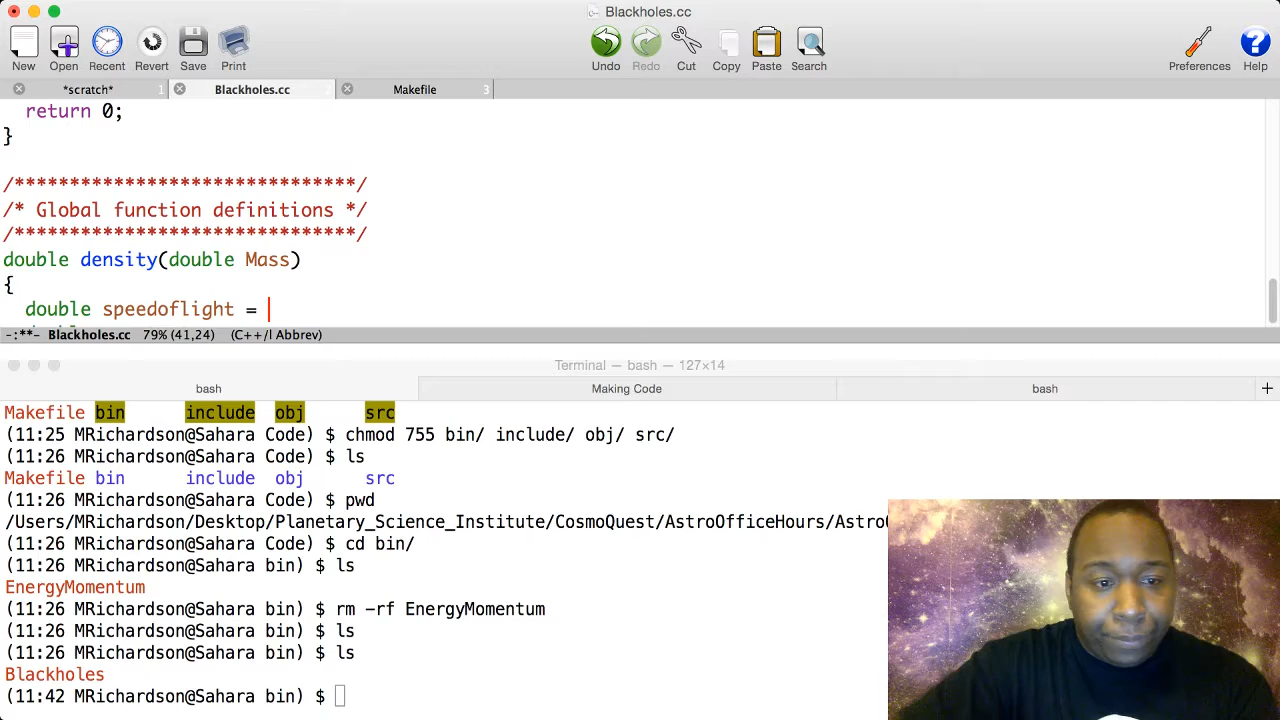 Blackholes.cc
New Open Recent Revert Save Print Undo Redo Cut Copy Paste Search Preferences Help
*scratch* 1 Blackholes.cc 2 Makefile 3
return 0;
}
/*******************************/
/* Global function definitions */
/*******************************/
double density(double Mass)
{
double speedoflight =
-:**- Blackholes.cc 79% (41,24) (C++/l Abbrev)
Terminal — bash — 127×14
bash Making Code bash +
Makefile bin include obj src
(11:25 MRichardson@Sahara Code) $ chmod 755 bin/ include/ obj/ src/
(11:26 MRichardson@Sahara Code) $ ls
Makefile bin include obj src
(11:26 MRichardson@Sahara Code) $ pwd
/Users/MRichardson/Desktop/Planetary_Science_Institute/CosmoQuest/AstroOfficeHours/Astro
(11:26 MRichardson@Sahara Code) $ cd bin/
(11:26 MRichardson@Sahara bin) $ ls
EnergyMomentum
(11:26 MRichardson@Sahara bin) $ rm -rf EnergyMomentum
(11:26 MRichardson@Sahara bin) $ ls
(11:26 MRichardson@Sahara bin) $ ls
Blackholes
(11:42 MRichardson@Sahara bin) $